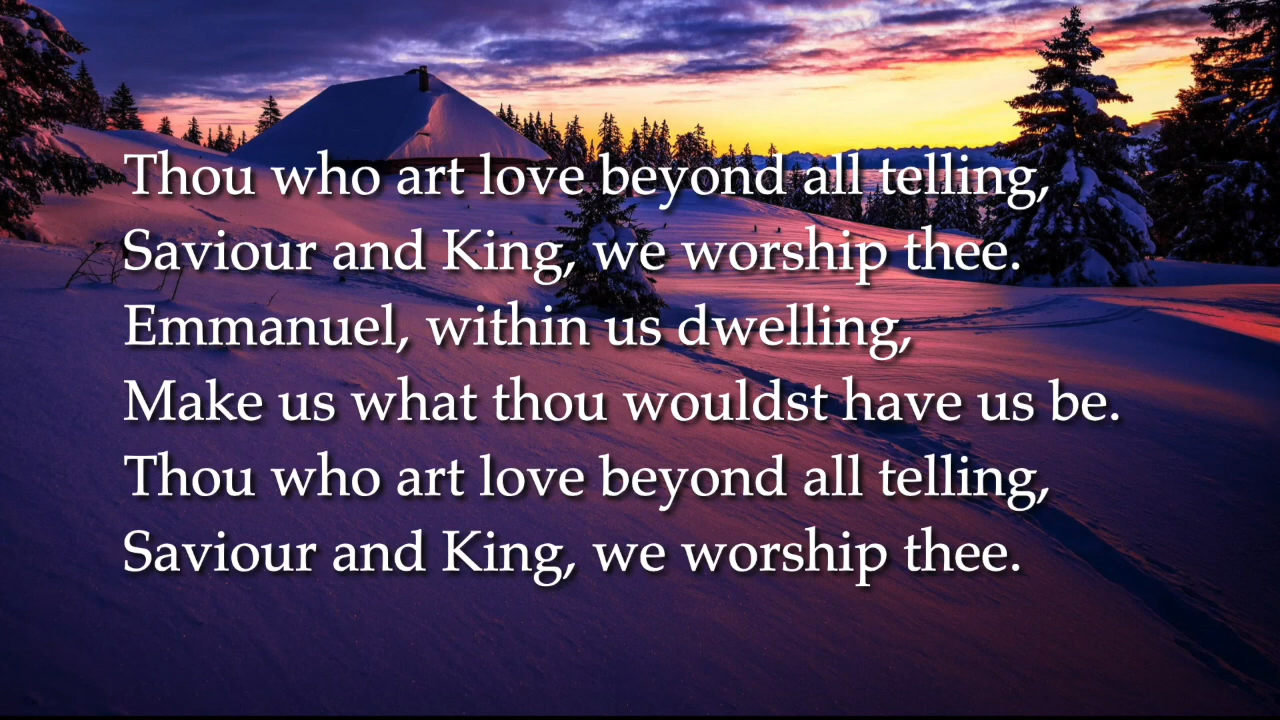 Thou who art love beyond all telling,
Saviour and King, we worship thee.
Emmanuel, within us dwelling,
Make us what thou wouldst have us be.
Thou who art love beyond all telling,
Saviour and King, we worship thee.